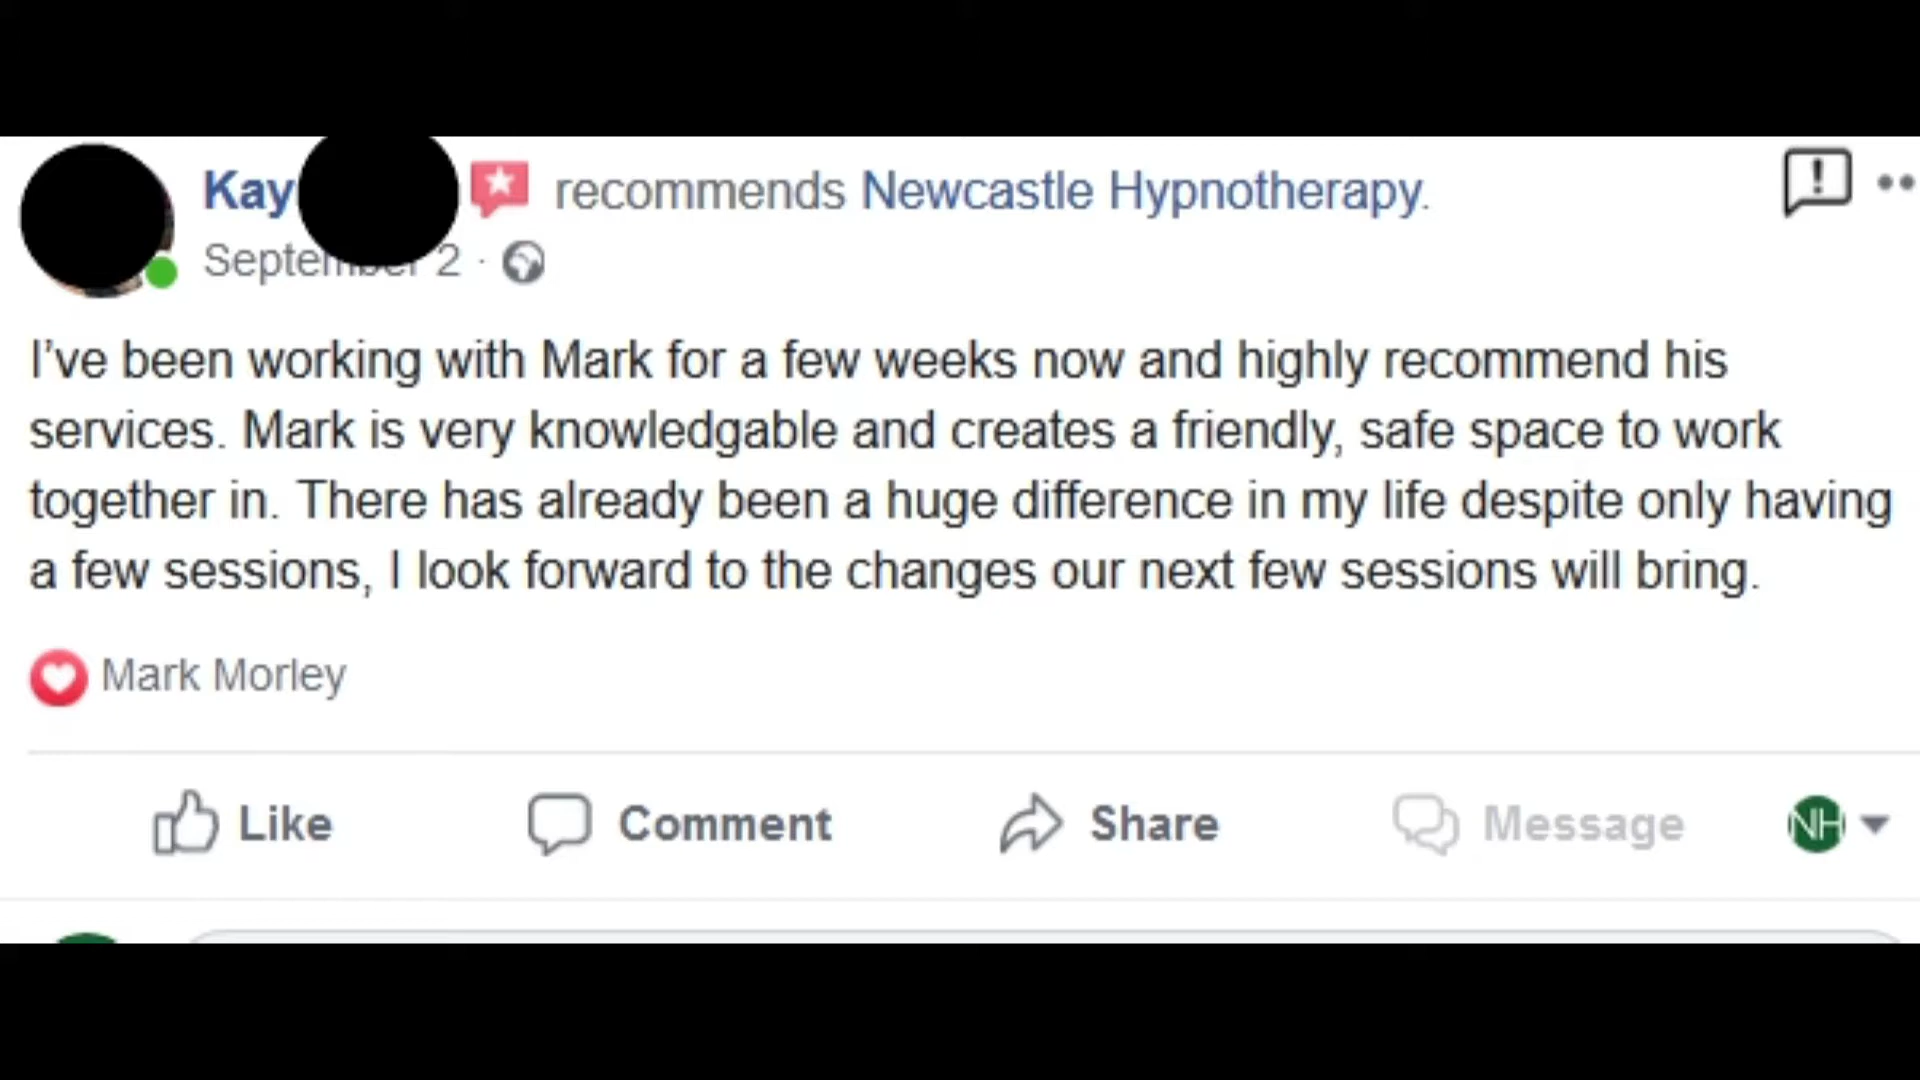 Kay recommends Newcastle Hypnotherapy.
September 2 ·
I've been working with Mark for a few weeks now and highly recommend his
services. Mark is very knowledgable and creates a friendly, safe space to work
together in. There has already been a huge difference in my life despite only having
a few sessions, I look forward to the changes our next few sessions will bring.
Mark Morley
Like Comment Share Message NH